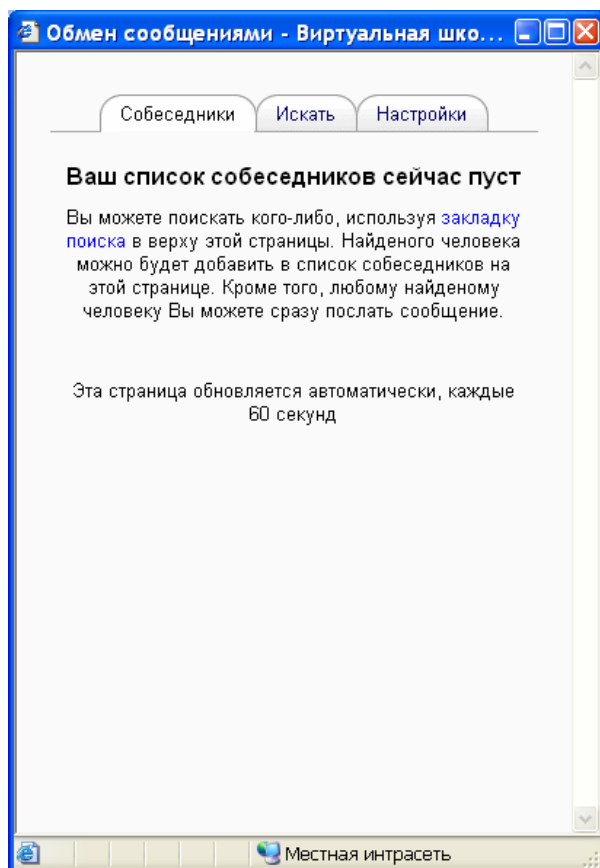 Обмен сообщениями - Виртуальная шко...
Собеседники Искать Настройки
Ваш список собеседников сейчас пуст
Вы можете поискать кого-либо, используя закладку
поиска в верху этой страницы. Найденого человека
можно будет добавить в список собеседников на
этой странице. Кроме того, любому найденому
человеку Вы можете сразу послать сообщение.
Эта страница обновляется автоматически, каждые
60 секунд
Местная интрасеть